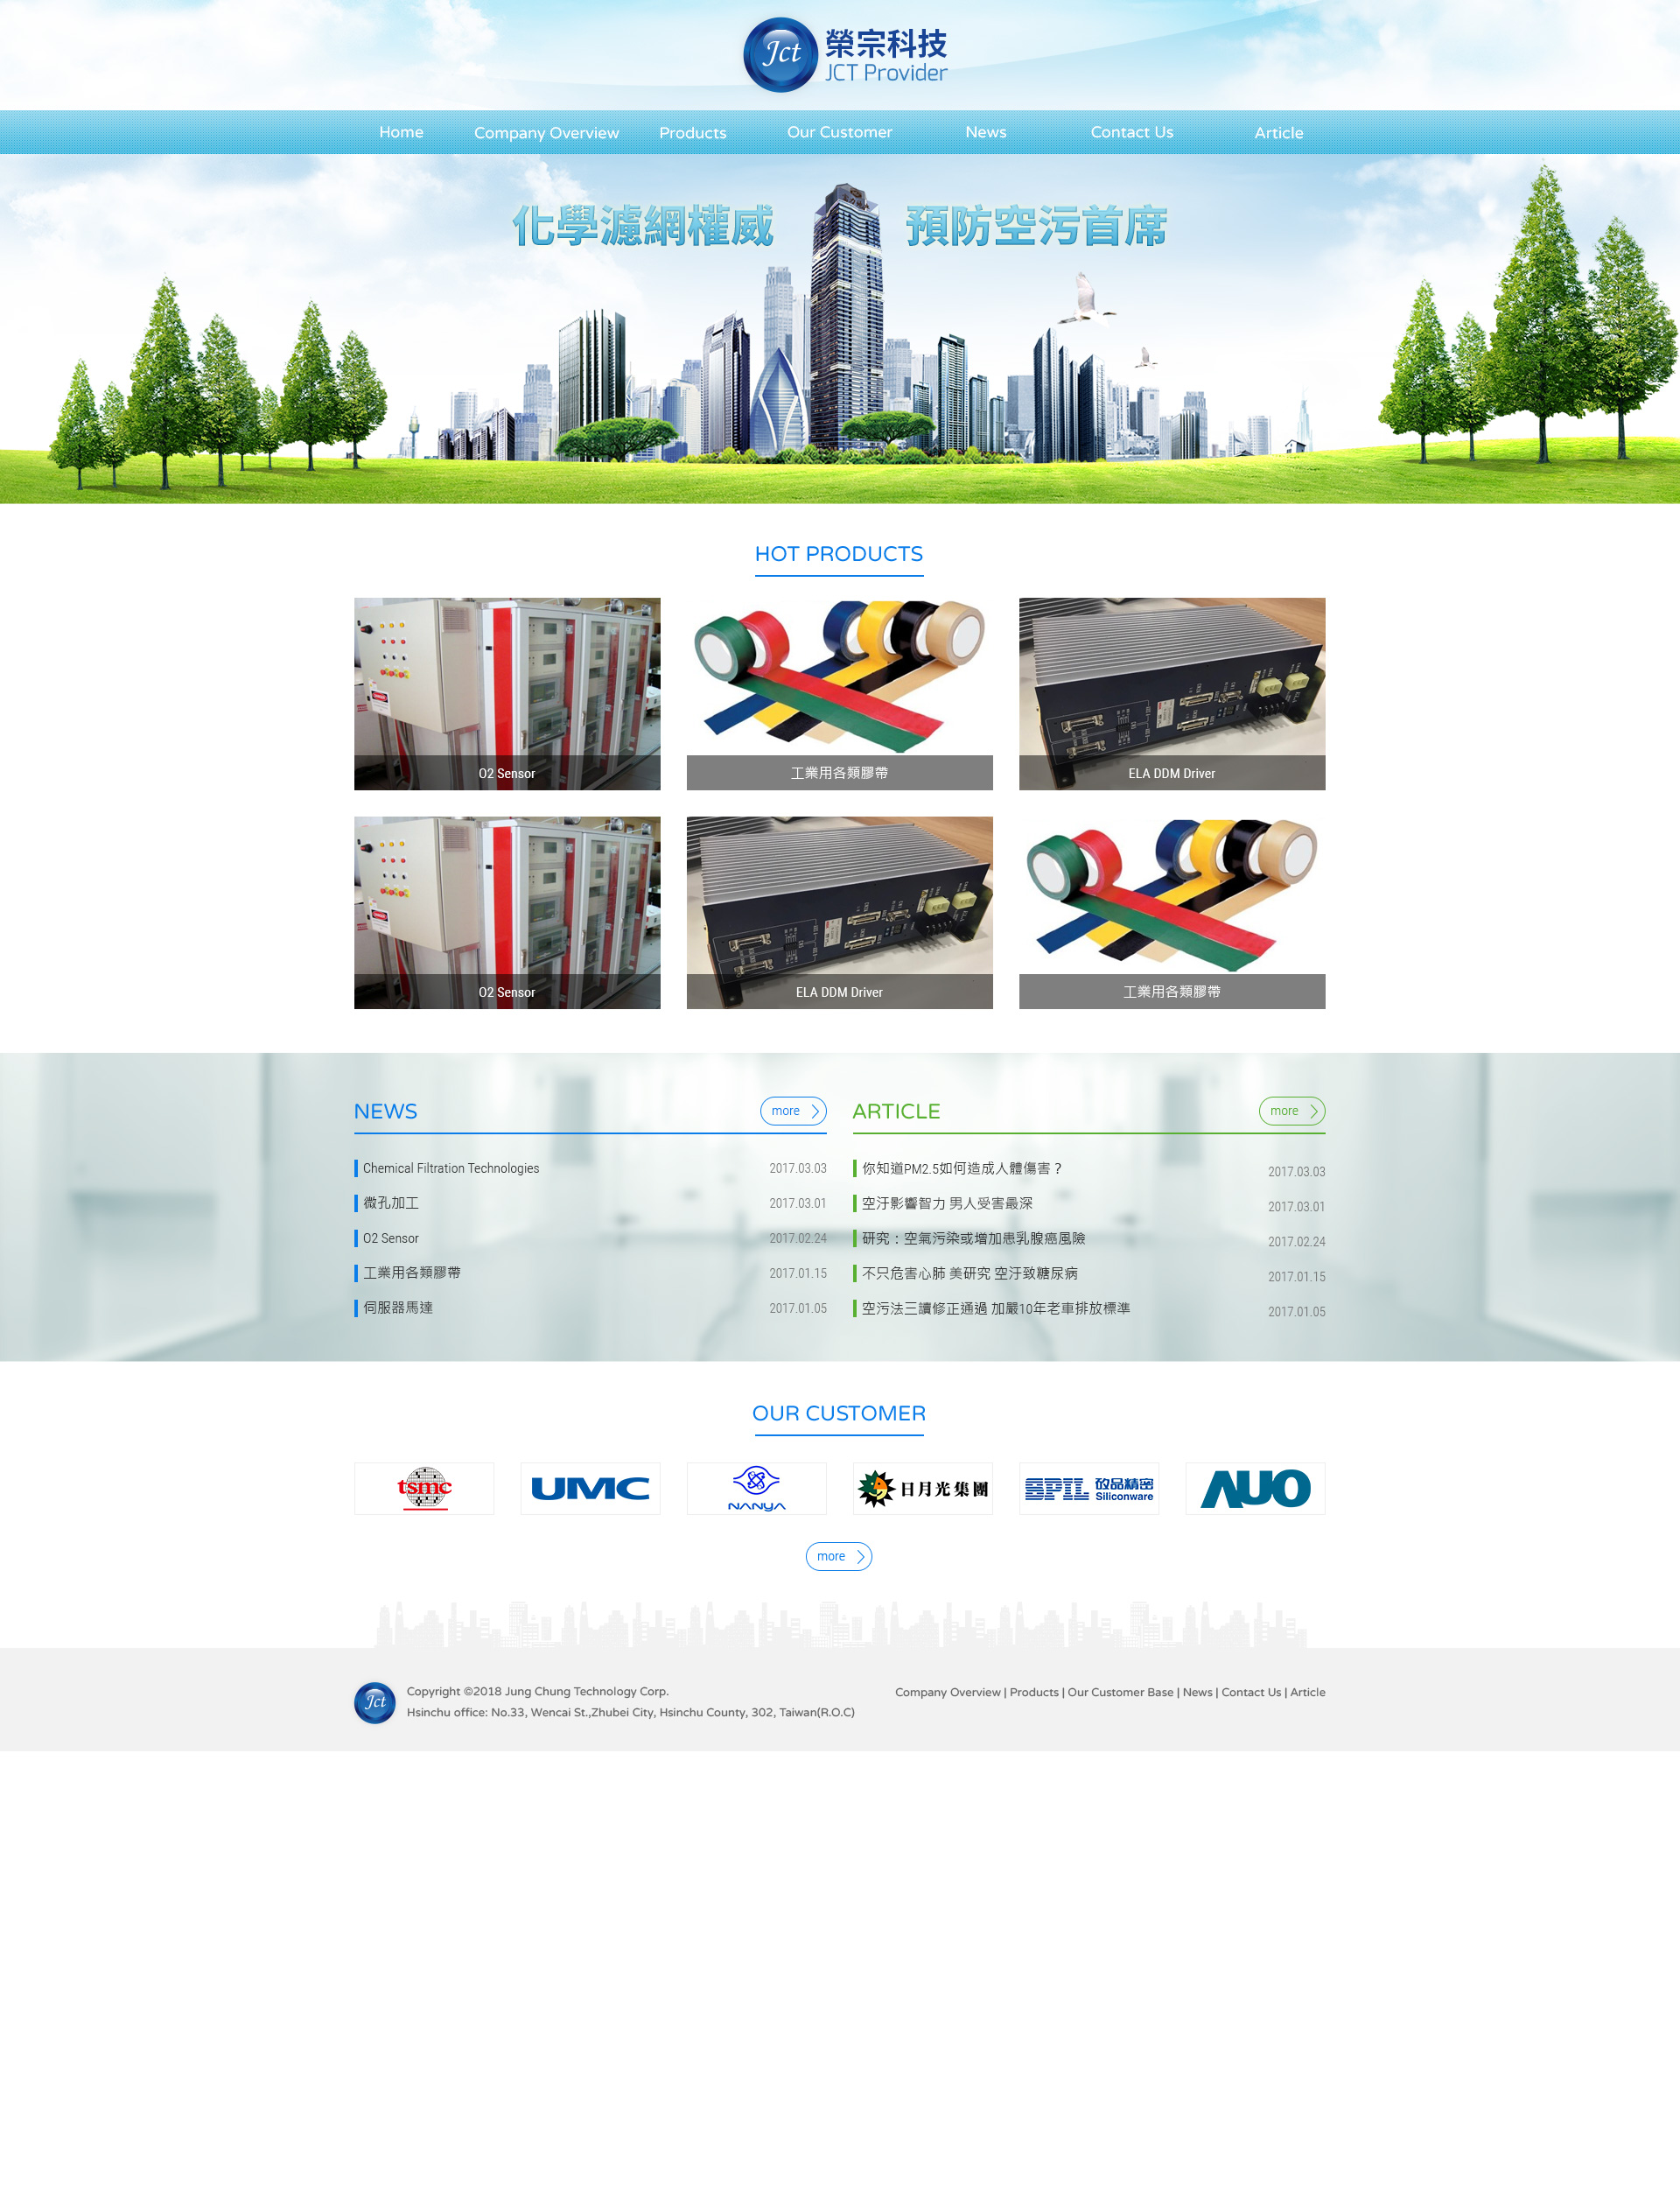 Jct
榮宗科技
JCT Provider
Home Company Overview Products Our Customer News Contact Us Article
化學濾網權威 預防空污首席
HOT PRODUCTS
O2 Sensor
工業用各類膠帶
ELA DDM Driver
O2 Sensor
ELA DDM Driver
工業用各類膠帶
NEWS
more
Chemical Filtration Technologies 2017.03.03
微孔加工 2017.03.01
O2 Sensor 2017.02.24
工業用各類膠帶 2017.01.15
伺服器馬達 2017.01.05
ARTICLE
more
你知道PM2.5如何造成人體傷害？ 2017.03.03
空汙影響智力 男人受害最深 2017.03.01
研究：空氣污染或增加患乳腺癌風險 2017.02.24
不只危害心肺 美研究 空汙致糖尿病 2017.01.15
空污法三讀修正通過 加嚴10年老車排放標準 2017.01.05
OUR CUSTOMER
tsmc
UMC
NANYA
日月光集團
SPIL 矽品精密
Siliconware
AUO
more
Jct
Copyright ©2018 Jung Chung Technology Corp.
Hsinchu office: No.33, Wencai St.,Zhubei City, Hsinchu County, 302, Taiwan(R.O.C)
Company Overview | Products | Our Customer Base | News | Contact Us | Article